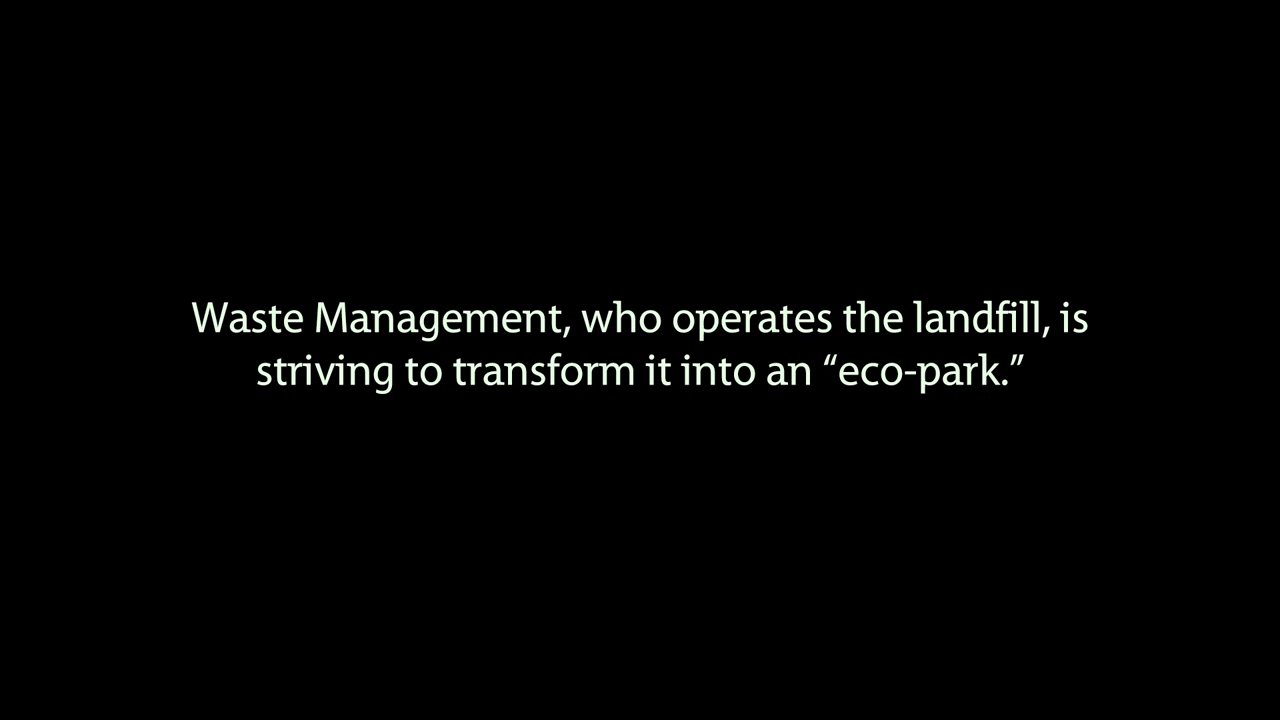 Waste Management, who operates the landfill, is
striving to transform it into an “eco-park.”